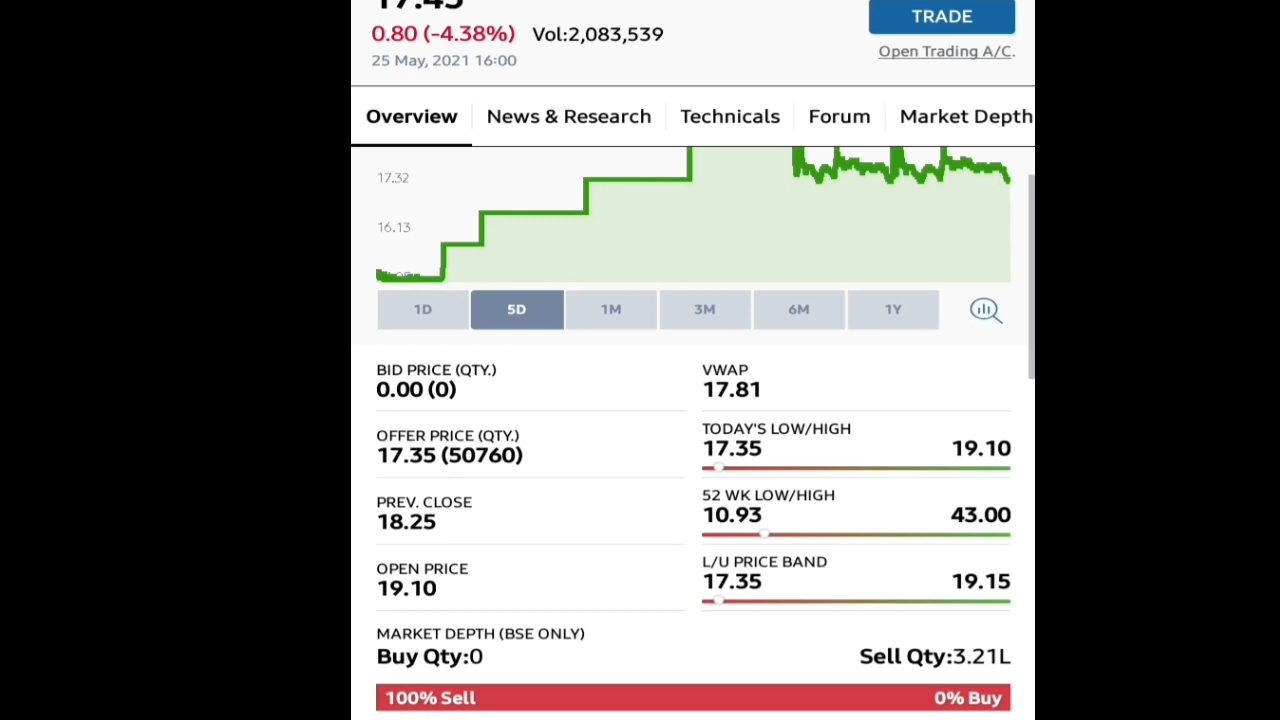 17.45
TRADE
0.80 (-4.38%) Vol:2,083,539
Open Trading A/C.
25 May, 2021 16:00
Overview News & Research Technicals Forum Market Depth
17.32
16.13
1D 5D 1M 3M 6M 1Y
BID PRICE (QTY.)
0.00 (0)
VWAP
17.81
OFFER PRICE (QTY.)
17.35 (50760)
TODAY'S LOW/HIGH
17.35 19.10
PREV. CLOSE
18.25
52 WK LOW/HIGH
10.93 43.00
OPEN PRICE
19.10
L/U PRICE BAND
17.35 19.15
MARKET DEPTH (BSE ONLY)
Buy Qty:0 Sell Qty:3.21L
100% Sell 0% Buy